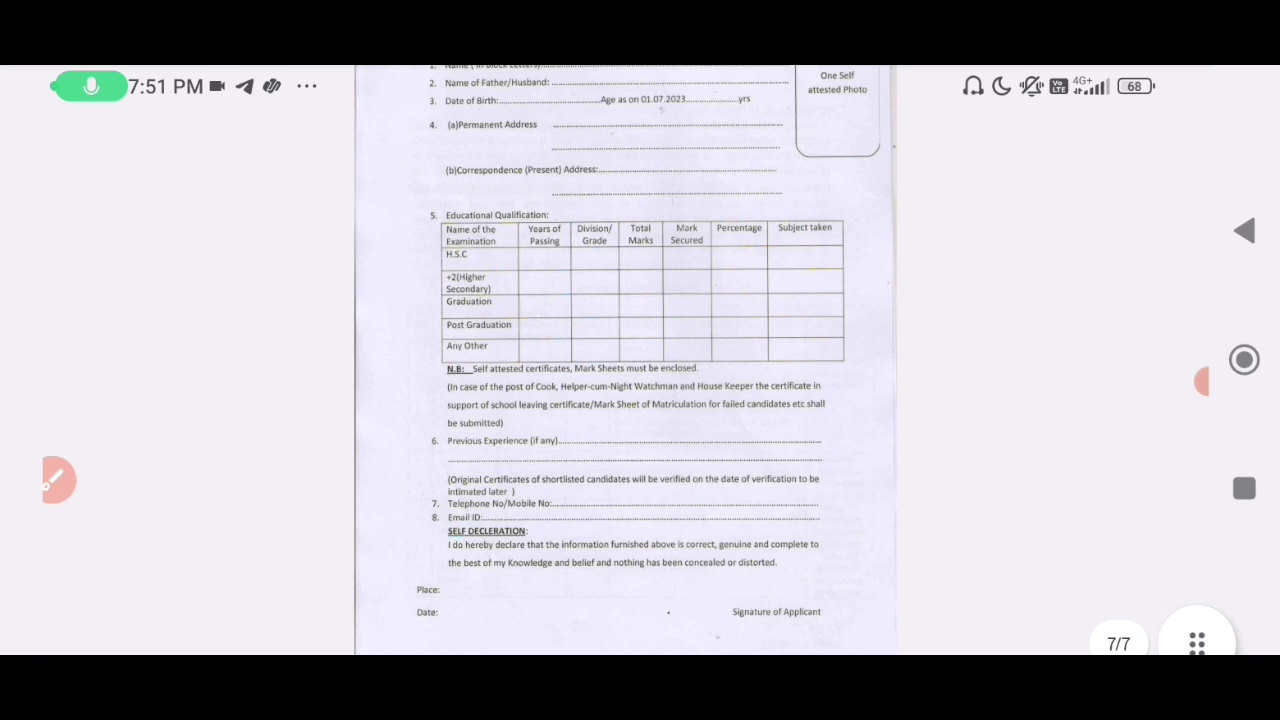 7:51 PM
4G+
Vo
LTE
68
1. Name ( In Block Letters):
2. Name of Father/Husband:
One Self
attested Photo
3. Date of Birth:..............................Age as on 01.07.2023...................yrs
4. (a)Permanent Address
(b)Correspondence (Present) Address:
5. Educational Qualification:
Name of the Examination Years of Passing Division/ Grade Total Marks Mark Secured Percentage Subject taken
H.S.C
+2(Higher
Secondary)
Graduation
Post Graduation
Any Other
N.B: Self attested certificates, Mark Sheets must be enclosed.
(In case of the post of Cook, Helper-cum-Night Watchman and House Keeper the certificate in
support of school leaving certificate/Mark Sheet of Matriculation for failed candidates etc shall
be submitted)
6. Previous Experience (if any)
(Original Certificates of shortlisted candidates will be verified on the date of verification to be
intimated later )
7. Telephone No/Mobile No:
8. Email ID:
SELF DECLERATION:
I do hereby declare that the information furnished above is correct, genuine and complete to
the best of my Knowledge and belief and nothing has been concealed or distorted.
Place:
Date:
Signature of Applicant
7/7